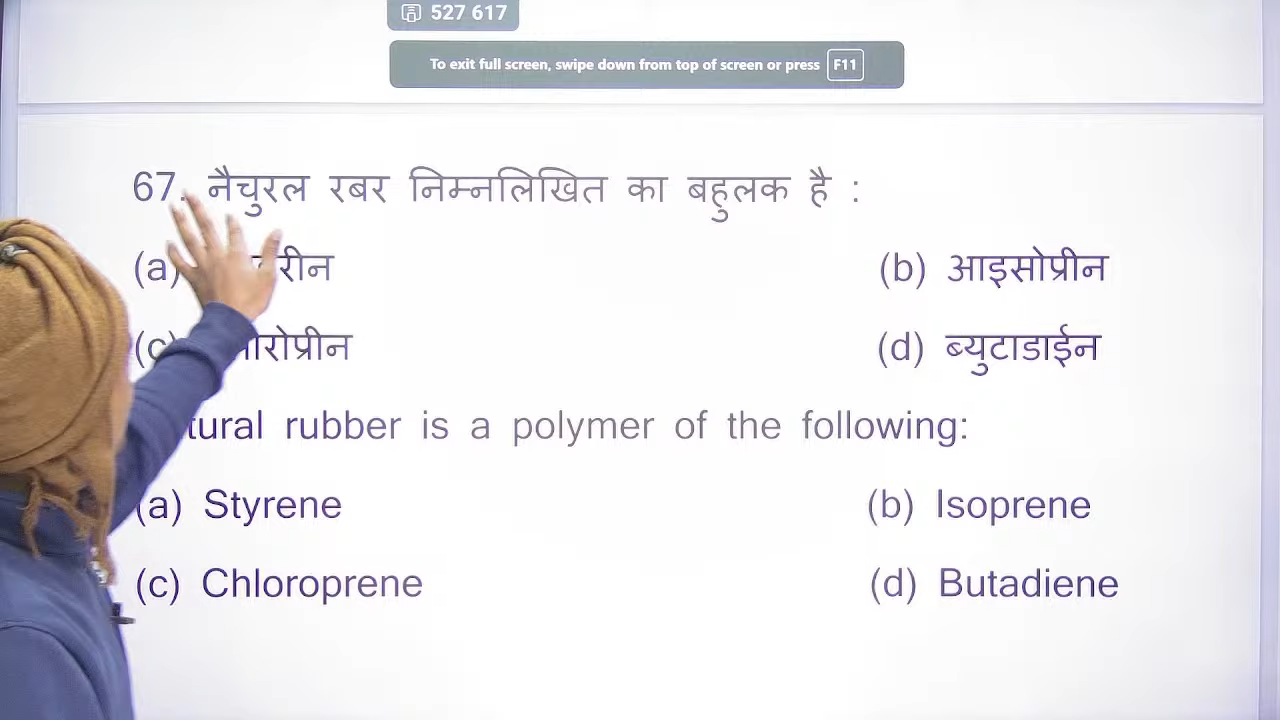 527 617
To exit full screen, swipe down from top of screen or press F11
67. नैचुरल रबर निम्नलिखित का बहुलक है :
(a) (b) आइसोप्रीन
(c) (d) ब्युटाडाईन
rubber is a polymer of the following:
(a) Styrene (b) Isoprene
(c) Chloroprene (d) Butadiene